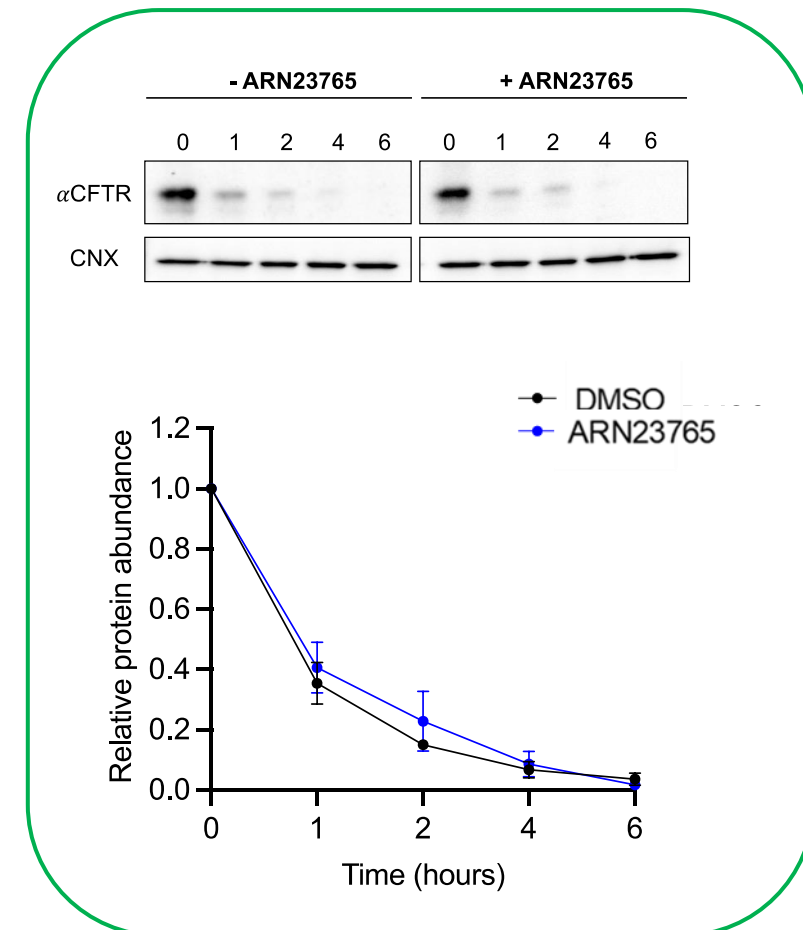 - ARN23765 + ARN23765
0 1 2 4 6 0 1 2 4 6
αCFTR
CNX
DMSO
ARN23765
1.2
1.0
0.8
0.6
0.4
0.2
0.0
Relative protein abundance
0 1 2 4 6
Time (hours)